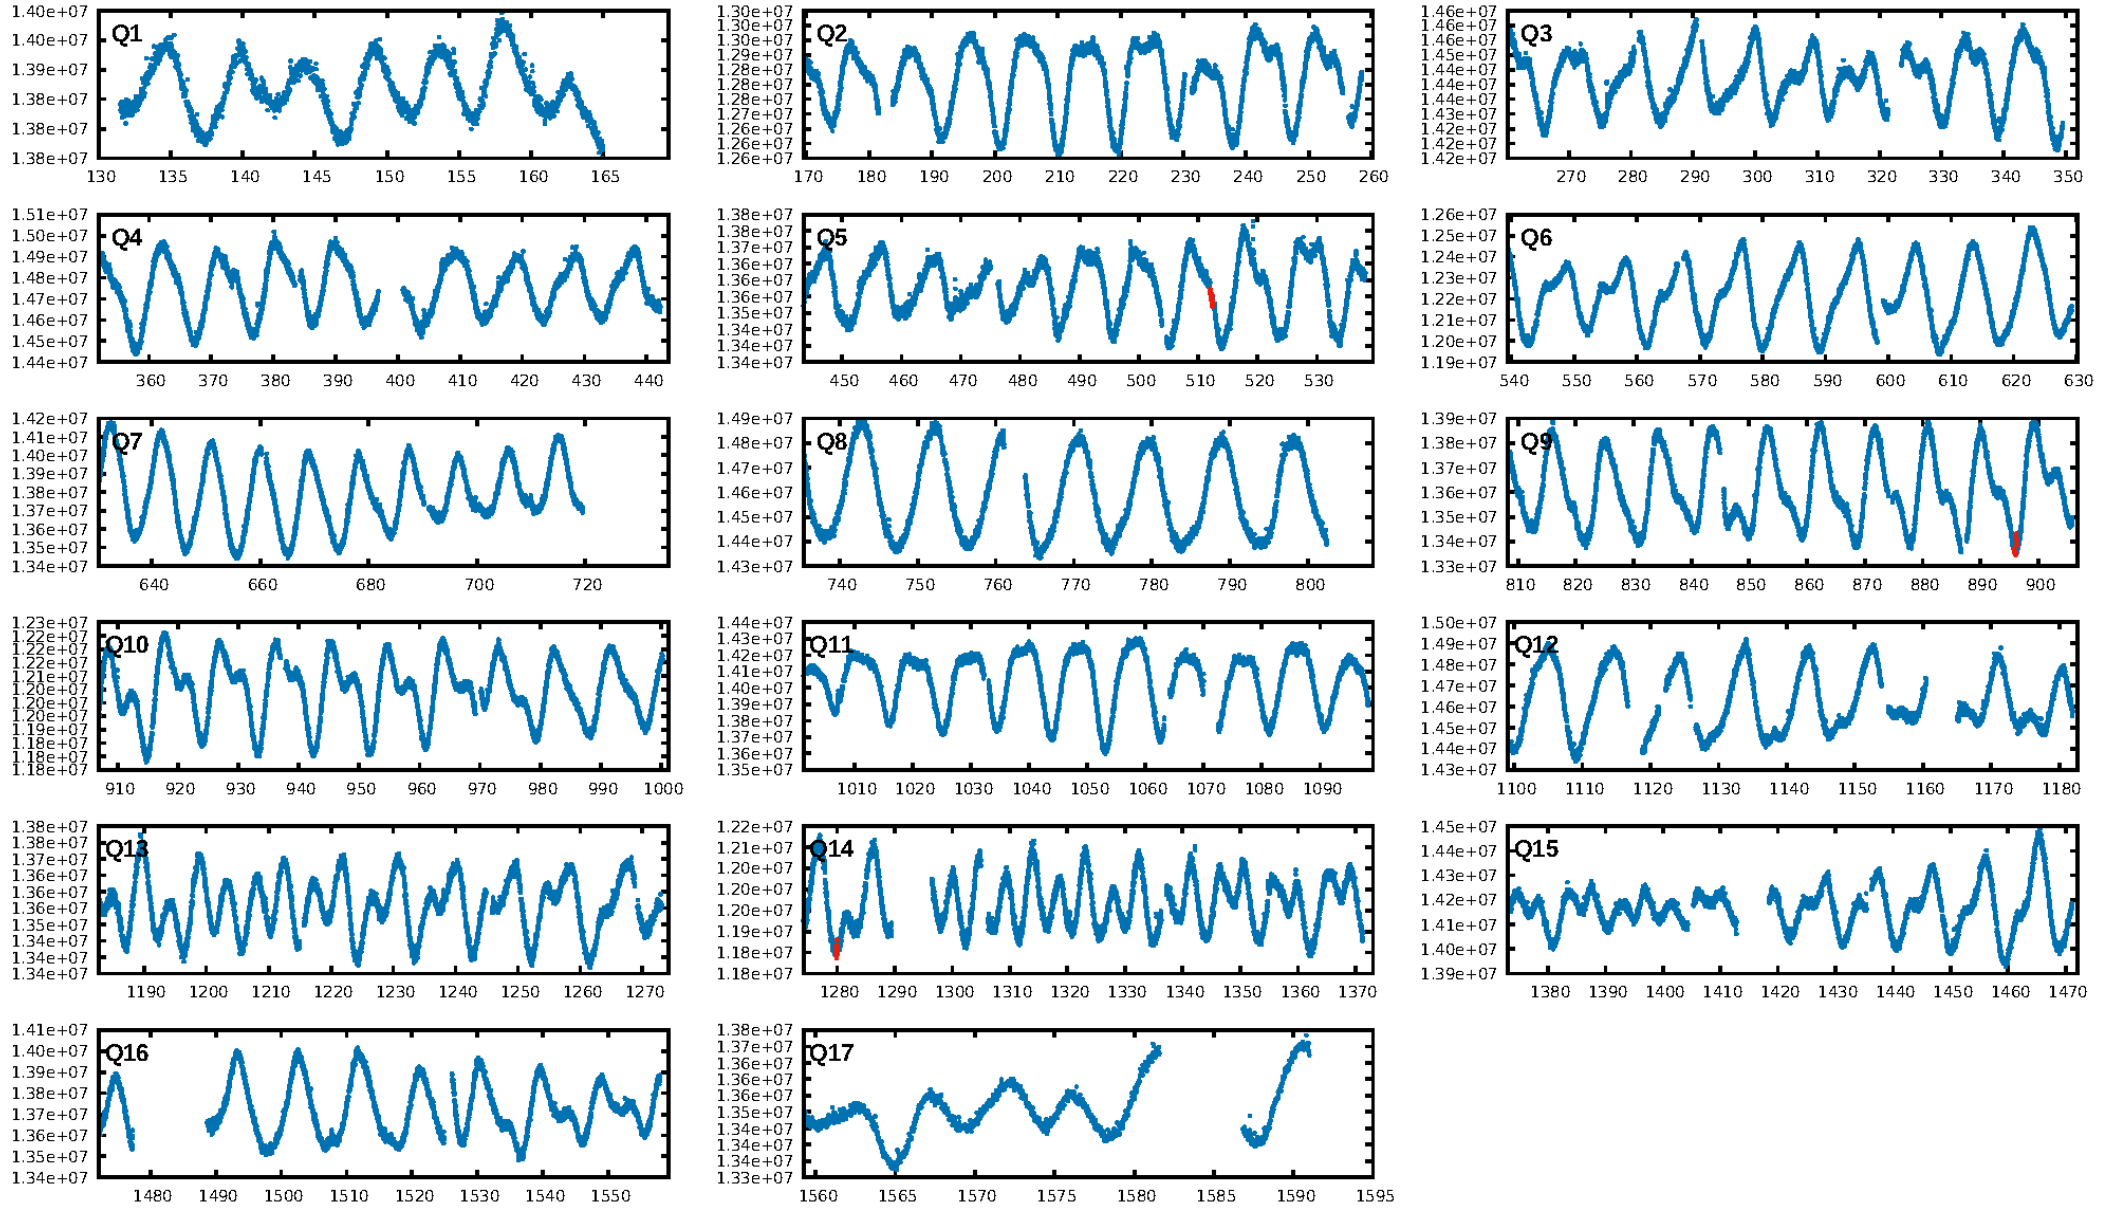 Q1
1.40e+07
1.40e+07
1.39e+07
1.38e+07
1.38e+07
1.38e+07
130 135 140 145 150 155 160 165
Q2
1.30e+07
1.30e+07
1.30e+07
1.29e+07
1.28e+07
1.28e+07
1.28e+07
1.27e+07
1.26e+07
1.26e+07
1.26e+07
170 180 190 200 210 220 230 240 250 260
Q3
1.46e+07
1.46e+07
1.46e+07
1.45e+07
1.44e+07
1.44e+07
1.44e+07
1.43e+07
1.42e+07
1.42e+07
1.42e+07
270 280 290 300 310 320 330 340 350
Q4
1.51e+07
1.50e+07
1.49e+07
1.48e+07
1.47e+07
1.46e+07
1.45e+07
1.44e+07
360 370 380 390 400 410 420 430 440
Q5
1.38e+07
1.38e+07
1.37e+07
1.36e+07
1.36e+07
1.36e+07
1.35e+07
1.34e+07
1.34e+07
1.34e+07
450 460 470 480 490 500 510 520 530
Q6
1.26e+07
1.25e+07
1.24e+07
1.23e+07
1.22e+07
1.21e+07
1.20e+07
1.19e+07
540 550 560 570 580 590 600 610 620 630
Q7
1.42e+07
1.41e+07
1.40e+07
1.39e+07
1.38e+07
1.37e+07
1.36e+07
1.35e+07
1.34e+07
640 660 680 700 720
Q8
1.49e+07
1.48e+07
1.47e+07
1.46e+07
1.45e+07
1.44e+07
1.43e+07
740 750 760 770 780 790 800
Q9
1.39e+07
1.38e+07
1.37e+07
1.36e+07
1.35e+07
1.34e+07
1.33e+07
810 820 830 840 850 860 870 880 890 900
Q10
1.23e+07
1.22e+07
1.22e+07
1.22e+07
1.21e+07
1.20e+07
1.20e+07
1.20e+07
1.19e+07
1.18e+07
1.18e+07
1.18e+07
910 920 930 940 950 960 970 980 990 1000
Q11
1.44e+07
1.43e+07
1.42e+07
1.41e+07
1.40e+07
1.39e+07
1.38e+07
1.37e+07
1.36e+07
1.35e+07
1010 1020 1030 1040 1050 1060 1070 1080 1090
Q12
1.50e+07
1.49e+07
1.48e+07
1.47e+07
1.46e+07
1.45e+07
1.44e+07
1.43e+07
1100 1110 1120 1130 1140 1150 1160 1170 1180
Q13
1.38e+07
1.38e+07
1.37e+07
1.36e+07
1.36e+07
1.36e+07
1.35e+07
1.34e+07
1.34e+07
1.34e+07
1190 1200 1210 1220 1230 1240 1250 1260 1270
Q14
1.22e+07
1.21e+07
1.20e+07
1.20e+07
1.20e+07
1.19e+07
1.18e+07
1.18e+07
1280 1290 1300 1310 1320 1330 1340 1350 1360 1370
Q15
1.45e+07
1.44e+07
1.43e+07
1.42e+07
1.41e+07
1.40e+07
1.39e+07
1380 1390 1400 1410 1420 1430 1440 1450 1460 1470
Q16
1.41e+07
1.40e+07
1.39e+07
1.38e+07
1.37e+07
1.36e+07
1.35e+07
1.34e+07
1480 1490 1500 1510 1520 1530 1540 1550
Q17
1.38e+07
1.37e+07
1.36e+07
1.36e+07
1.36e+07
1.35e+07
1.34e+07
1.34e+07
1.34e+07
1.33e+07
1560 1565 1570 1575 1580 1585 1590 1595